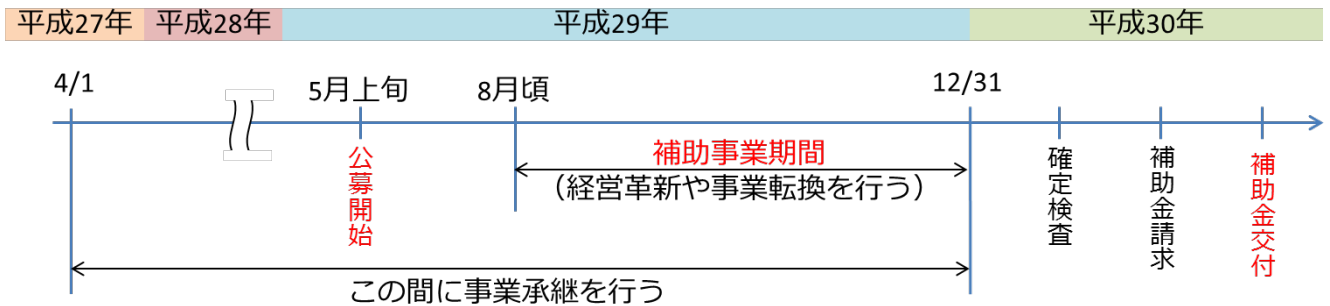 平成27年
平成28年
平成29年
平成30年
4/1
5月上旬
8月頃
12/31
公募開始
補助事業期間
（経営革新や事業転換を行う）
確定検査
補助金請求
補助金交付
この間に事業承継を行う